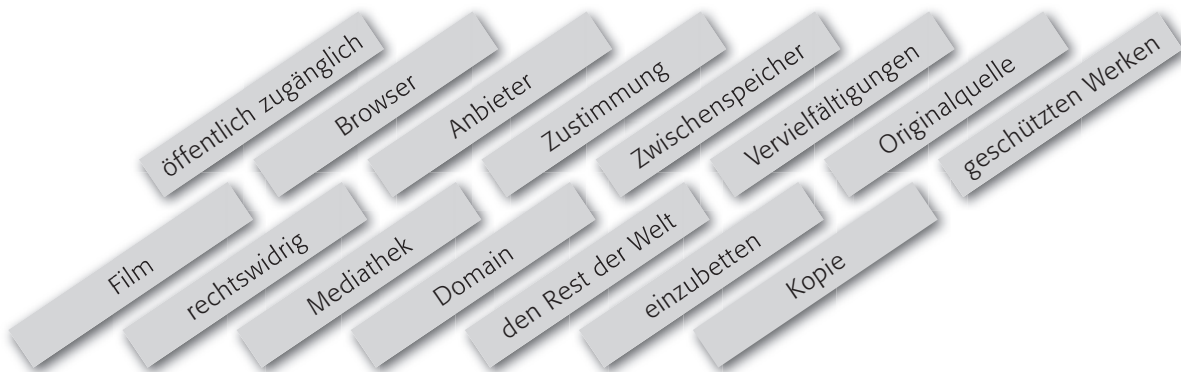 öffentlich zugänglich
Browser
Anbieter
Zustimmung
Zwischenspeicher
Vervielfältigungen
Originalquelle
geschützten Werken
Film
rechtswidrig
Mediathek
Domain
den Rest der Welt
einzubetten
Kopie